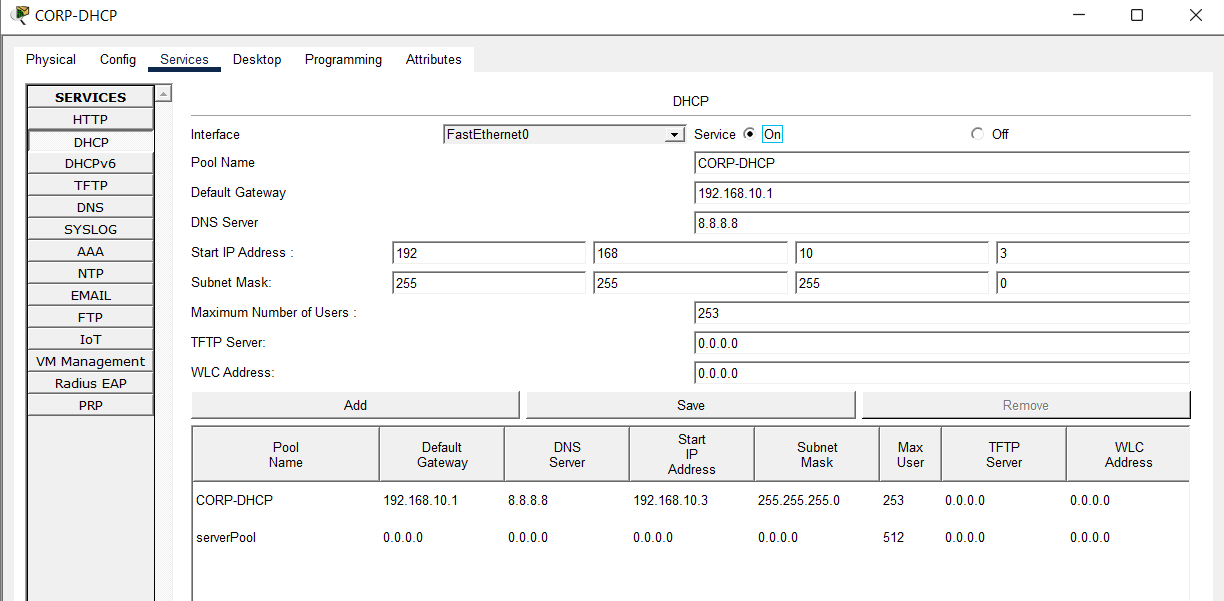 CORP-DHCP
Physical Config Services Desktop Programming Attributes
SERVICES
HTTP
DHCP
DHCPv6
TFTP
DNS
SYSLOG
AAA
NTP
EMAIL
FTP
IoT
VM Management
Radius EAP
PRP
DHCP
Interface FastEthernet0 Service On Off
Pool Name CORP-DHCP
Default Gateway 192.168.10.1
DNS Server 8.8.8.8
Start IP Address : 192 168 10 3
Subnet Mask: 255 255 255 0
Maximum Number of Users : 253
TFTP Server: 0.0.0.0
WLC Address: 0.0.0.0
Add Save Remove
Pool Name Default Gateway DNS Server Start IP Address Subnet Mask Max User TFTP Server WLC Address
CORP-DHCP 192.168.10.1 8.8.8.8 192.168.10.3 255.255.255.0 253 0.0.0.0 0.0.0.0
serverPool 0.0.0.0 0.0.0.0 0.0.0.0 0.0.0.0 512 0.0.0.0 0.0.0.0